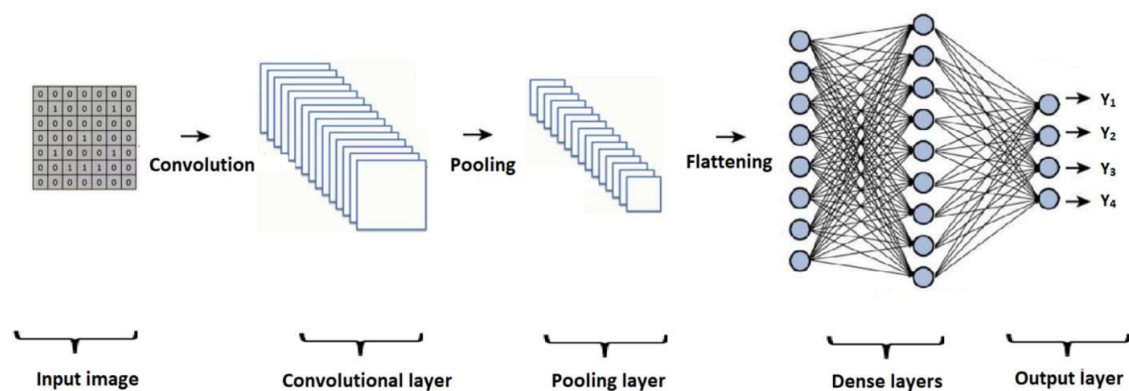 0 0 0 0 0 0 0
0 1 0 0 0 1 0
0 0 0 0 0 0 0
0 0 0 1 0 0 0
0 1 0 0 0 1 0
0 0 1 1 1 0 0
0 0 0 0 0 0 0
Convolution
Pooling
Flattening
Y1
Y2
Y3
Y4
Input image
Convolutional layer
Pooling layer
Dense layers
Output layer